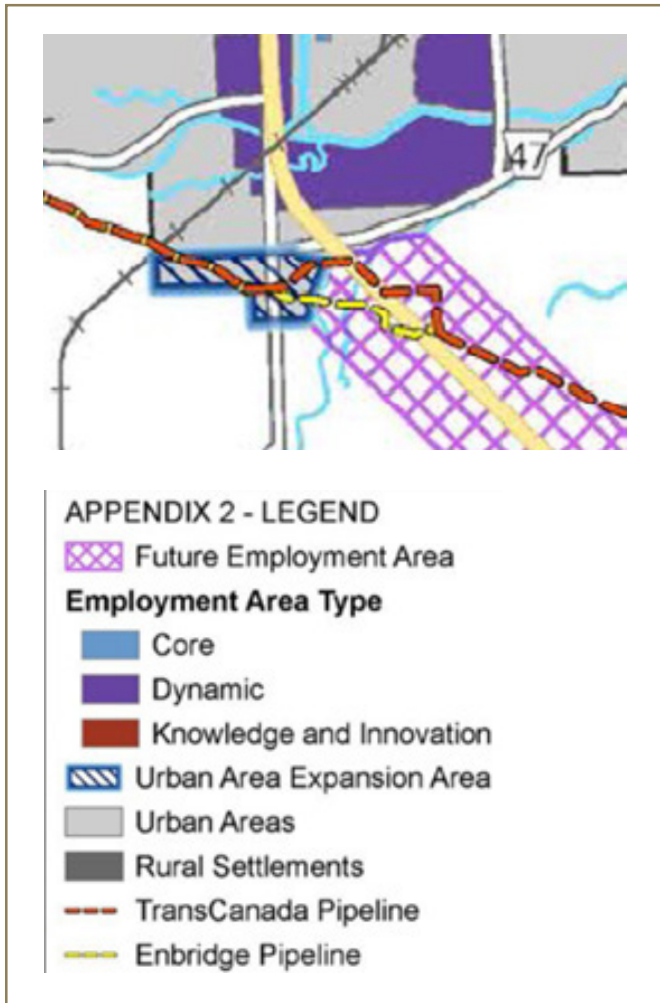 47
APPENDIX 2 - LEGEND
Future Employment Area
Employment Area Type
Core
Dynamic
Knowledge and Innovation
Urban Area Expansion Area
Urban Areas
Rural Settlements
TransCanada Pipeline
Enbridge Pipeline